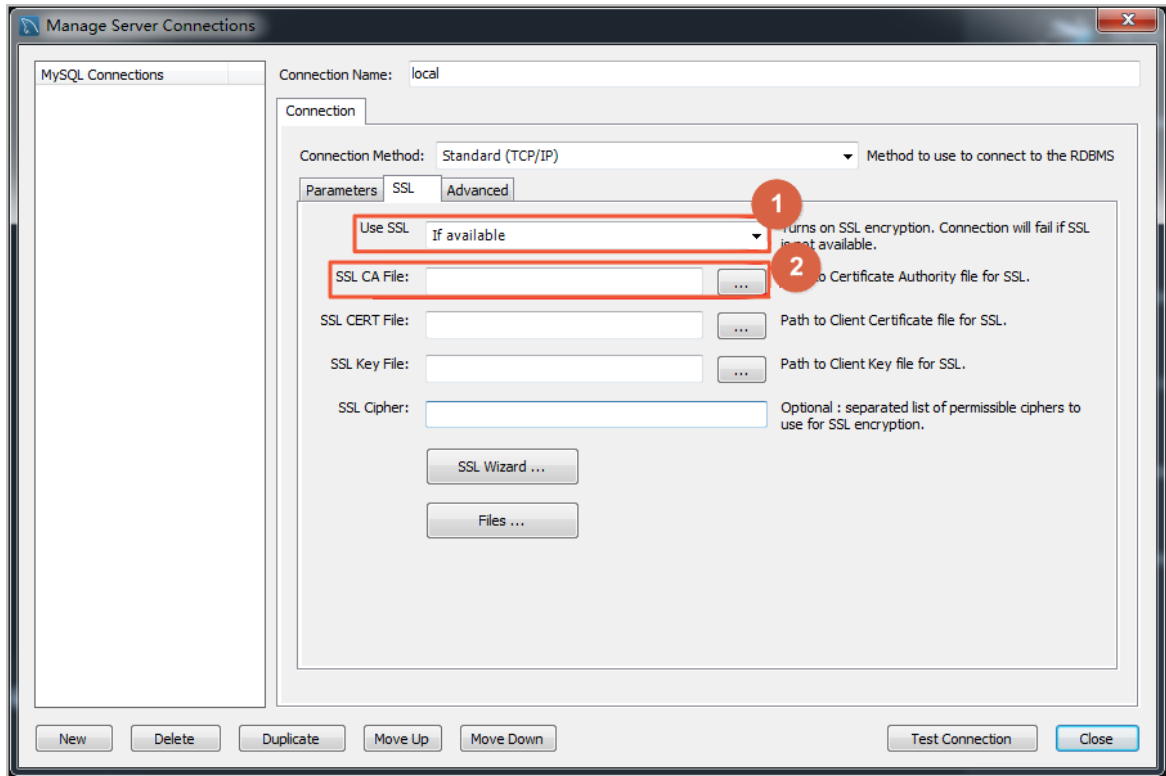 Manage Server Connections
MySQL Connections
Connection Name: local
Connection
Connection Method: Standard (TCP/IP) Method to use to connect to the RDBMS
Parameters SSL Advanced
1
Use SSL If available Turns on SSL encryption. Connection will fail if SSL
is not available.
2
SSL CA File: ... to Certificate Authority file for SSL.
SSL CERT File: ... Path to Client Certificate file for SSL.
SSL Key File: ... Path to Client Key file for SSL.
SSL Cipher: Optional : separated list of permissible ciphers to
use for SSL encryption.
SSL Wizard ...
Files ...
New Delete Duplicate Move Up Move Down Test Connection Close